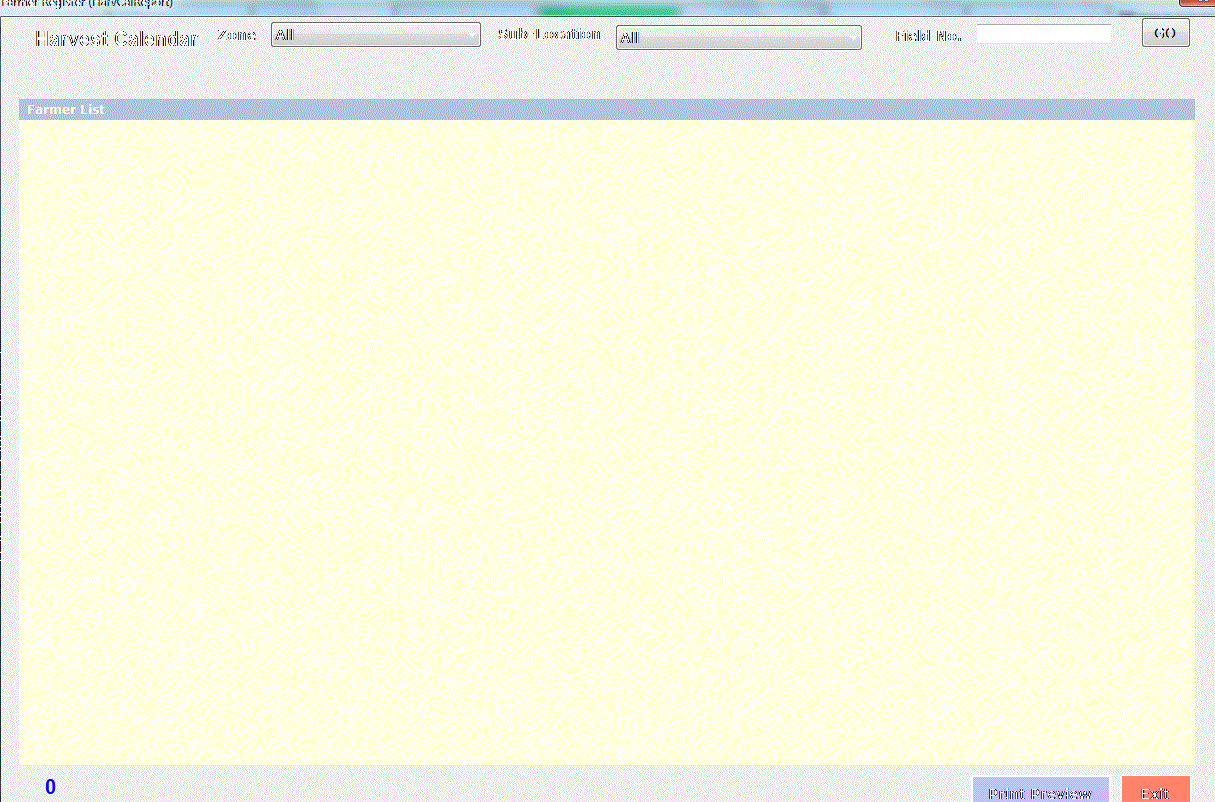 Farmer Register (HarvCalReport)
Harvest Calendar Zone All Sub-Location All Field No. GO
Farmer List
0
Print Preview Exit